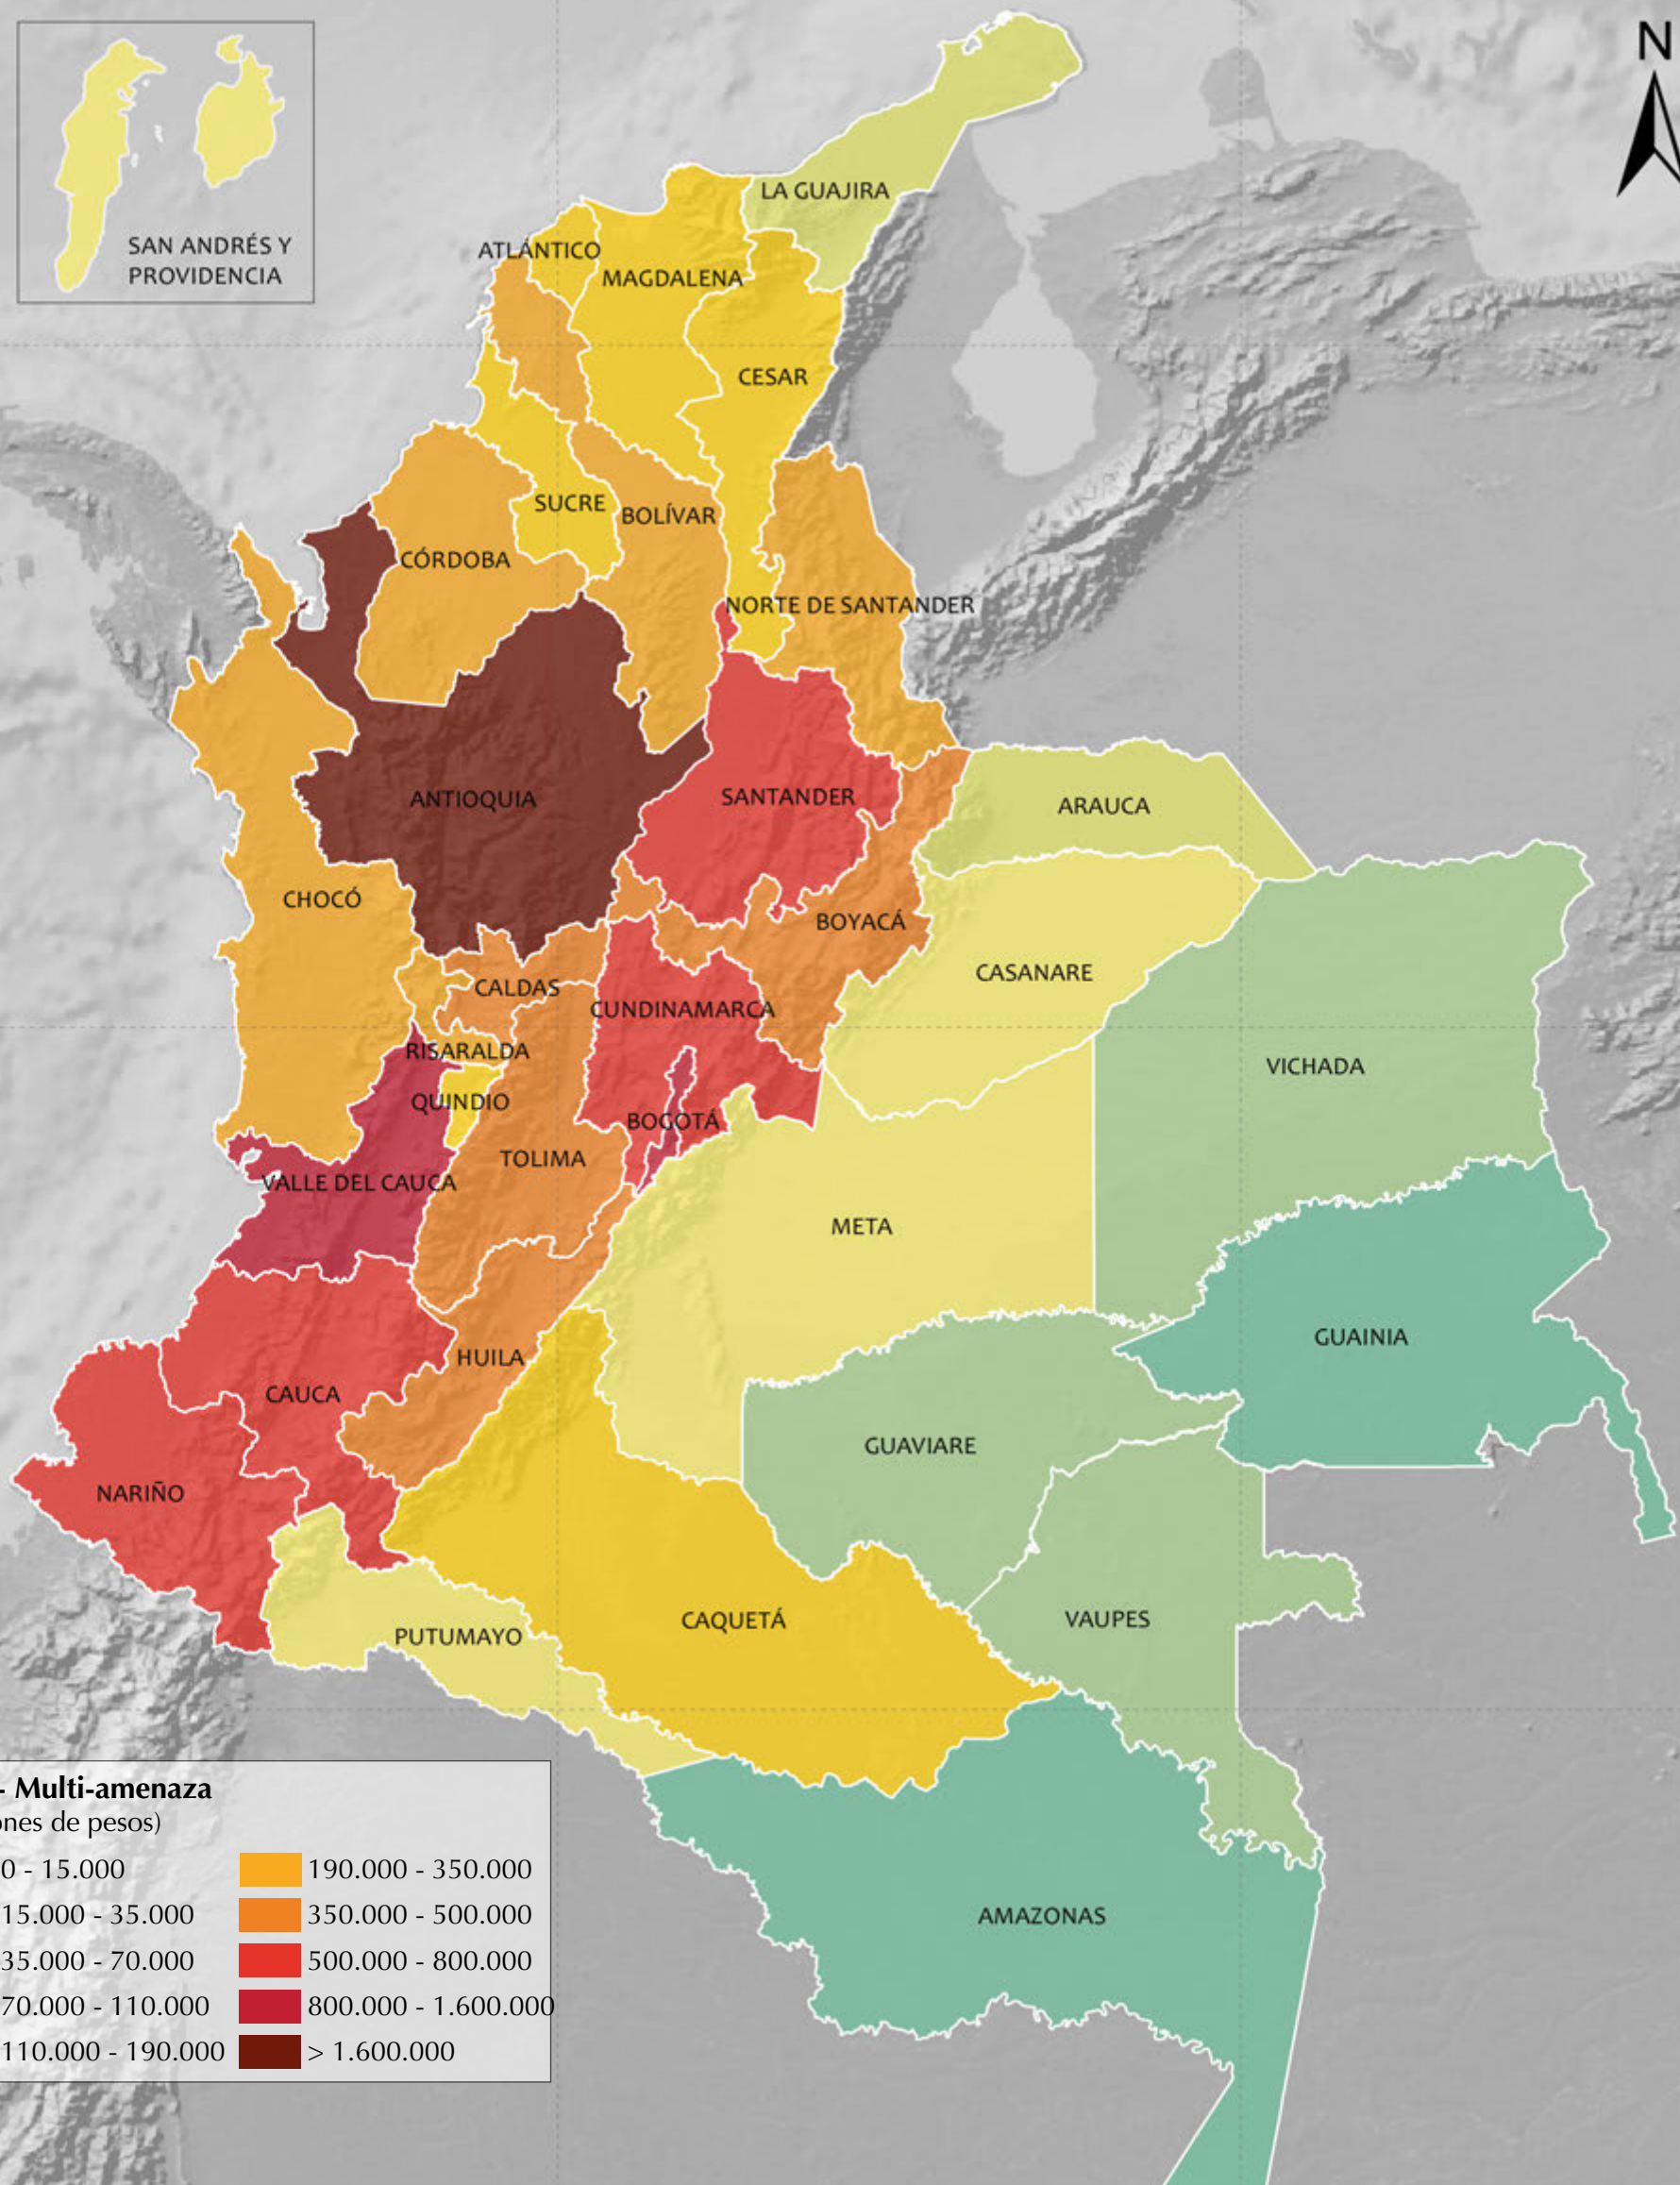 N
LA GUAJIRA
SAN ANDRÉS Y
PROVIDENCIA
ATLÁNTICO
MAGDALENA
CESAR
SUCRE
BOLÍVAR
CÓRDOBA
NORTE DE SANTANDER
ANTIOQUIA
SANTANDER
ARAUCA
CHOCÓ
BOYACÁ
CASANARE
CALDAS
CUNDINAMARCA
RISARALDA
VICHADA
QUINDIO
BOGOTÁ
TOLIMA
VALLE DEL CAUCA
META
GUAINIA
HUILA
CAUCA
GUAVIARE
NARIÑO
CAQUETÁ
VAUPES
PUTUMAYO
AMAZONAS
- Multi-amenaza
ones de pesos)
0 - 15.000
15.000 - 35.000
35.000 - 70.000
70.000 - 110.000
110.000 - 190.000
190.000 - 350.000
350.000 - 500.000
500.000 - 800.000
800.000 - 1.600.000
> 1.600.000